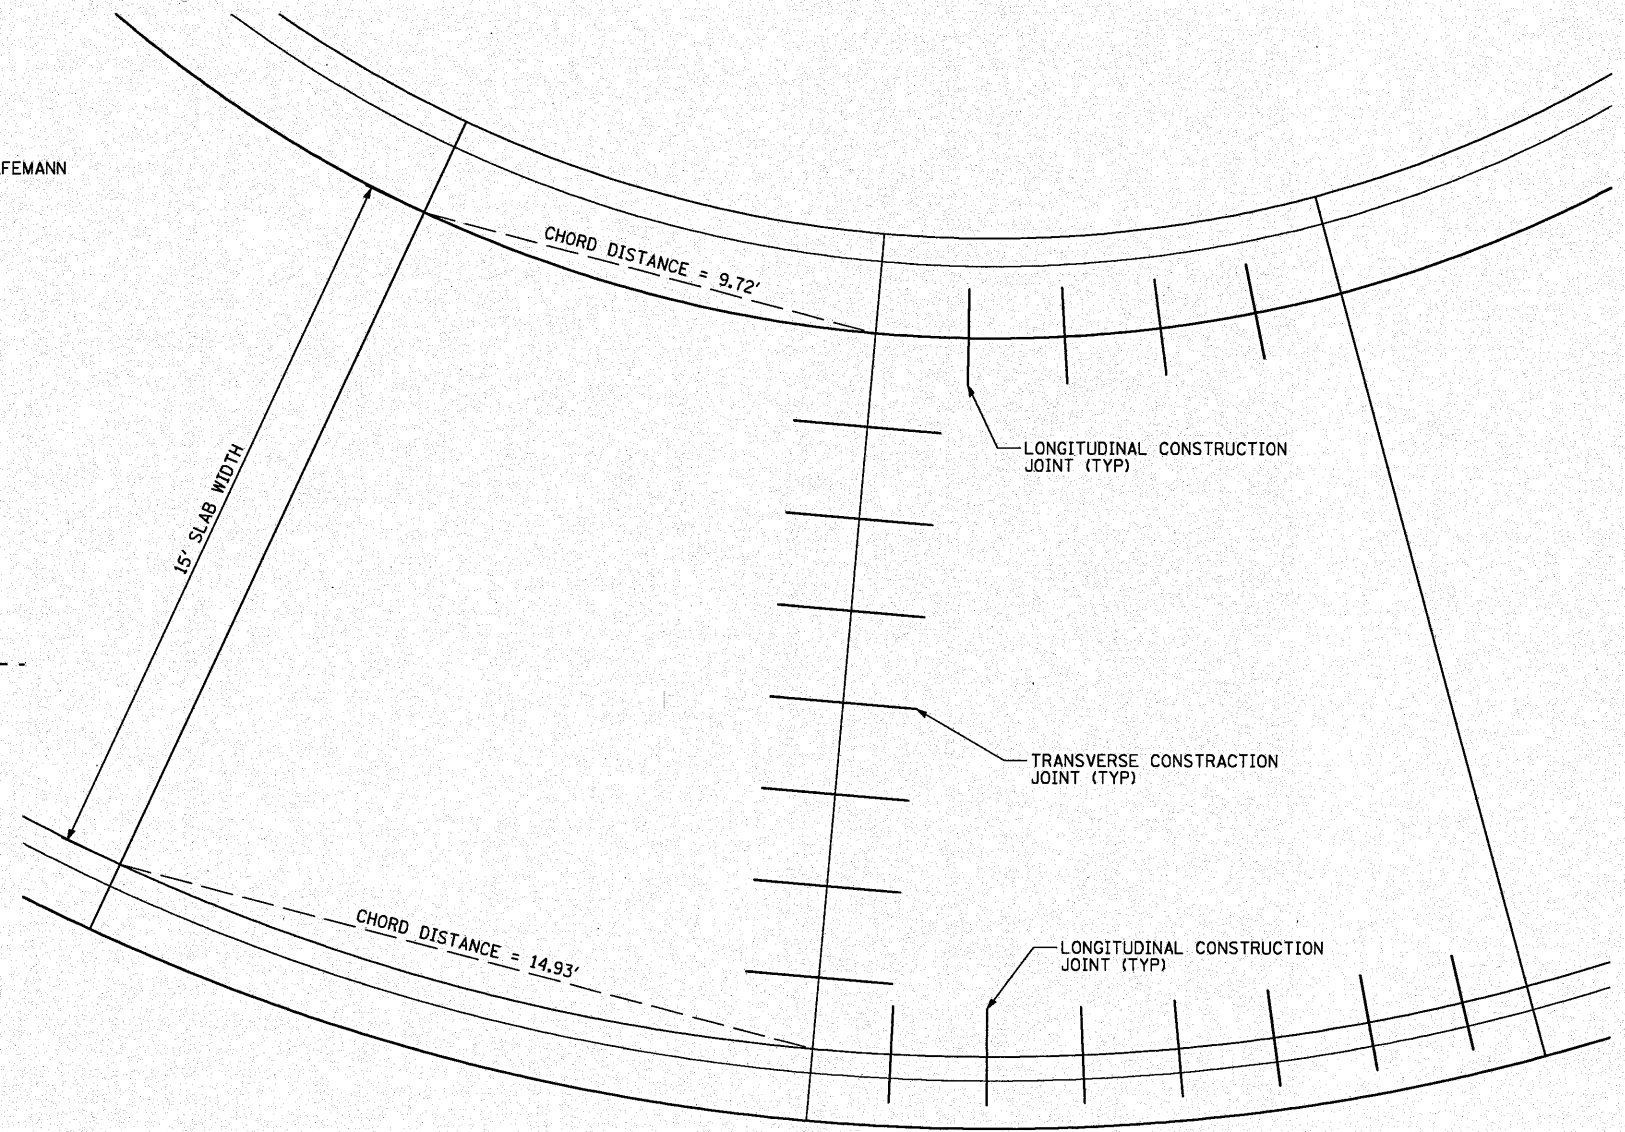 FEMANN
CHORD DISTANCE = 9.72'
LONGITUDINAL CONSTRUCTION
JOINT (TYP)
15' SLAB WIDTH
TRANSVERSE CONSTRACTION
JOINT (TYP)
CHORD DISTANCE = 14.93'
LONGITUDINAL CONSTRUCTION
JOINT (TYP)